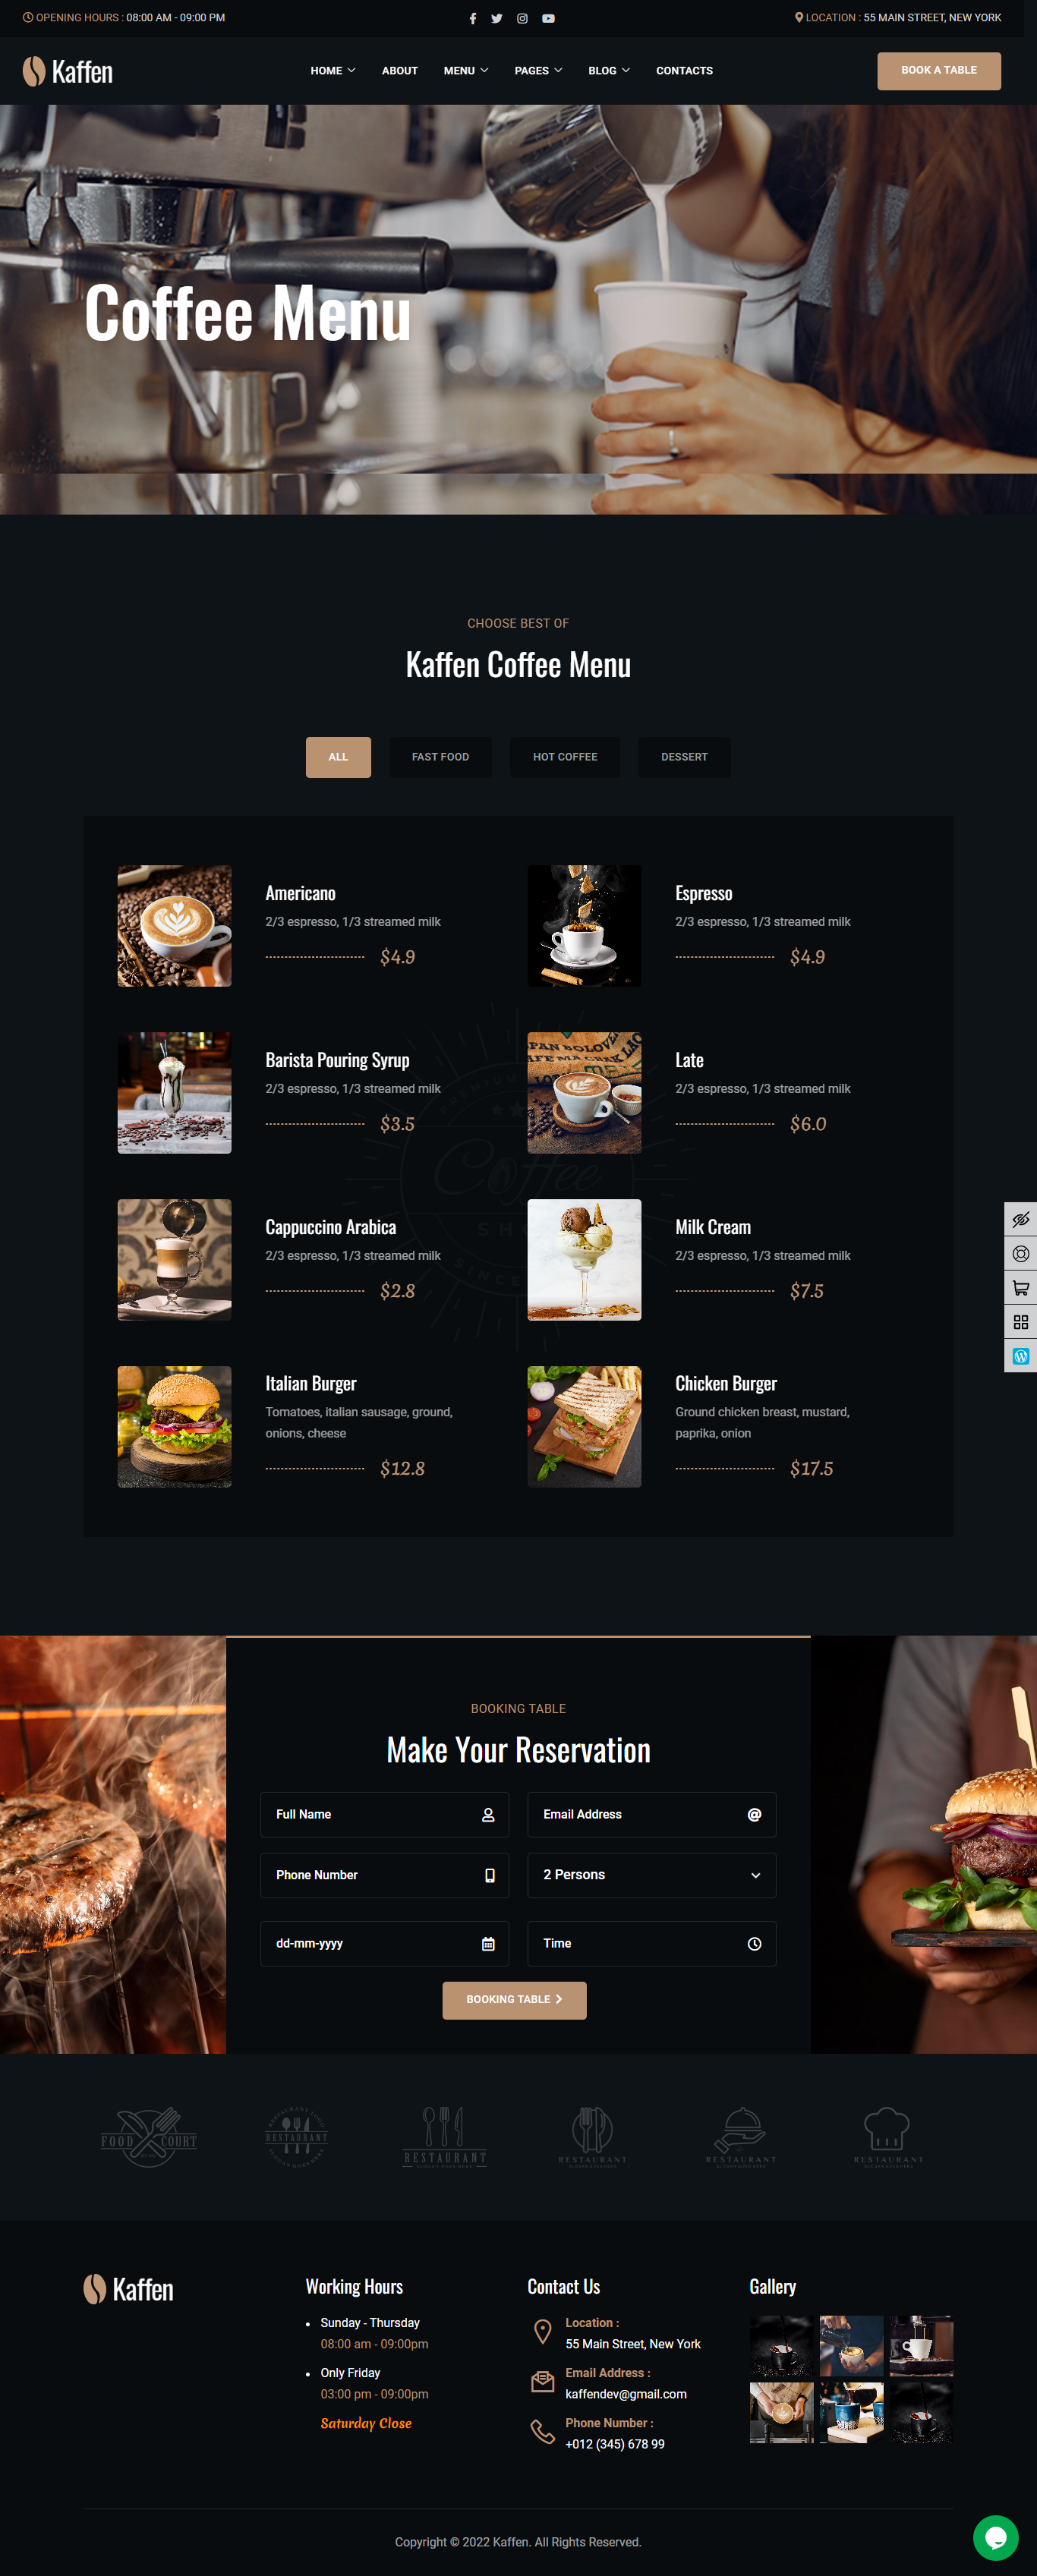 OPENING HOURS : 08:00 AM - 09:00 PM
LOCATION : 55 MAIN STREET, NEW YORK
Kaffen
HOME
ABOUT
MENU
PAGES
BLOG
CONTACTS
BOOK A TABLE
Coffee Menu
CHOOSE BEST OF
Kaffen Coffee Menu
ALL
FAST FOOD
HOT COFFEE
DESSERT
Americano
2/3 espresso, 1/3 streamed milk
$4.9
Espresso
2/3 espresso, 1/3 streamed milk
$4.9
Barista Pouring Syrup
2/3 espresso, 1/3 streamed milk
$3.5
Late
2/3 espresso, 1/3 streamed milk
$6.0
PREMIUM
Coffee
SINCE
Cappuccino Arabica
2/3 espresso, 1/3 streamed milk
$2.8
Milk Cream
2/3 espresso, 1/3 streamed milk
$7.5
Italian Burger
Tomatoes, italian sausage, ground,
onions, cheese
$12.8
Chicken Burger
Ground chicken breast, mustard,
paprika, onion
$17.5
BOOKING TABLE
Make Your Reservation
Full Name
Email Address
Phone Number
2 Persons
dd-mm-yyyy
Time
BOOKING TABLE
FOOD COURT
RESTAURANT
RESTAURANT
RESTAURANT
RESTAURANT
RESTAURANT
Kaffen
Working Hours
Sunday - Thursday
08:00 am - 09:00pm
Only Friday
03:00 pm - 09:00pm
Saturday Close
Contact Us
Location :
55 Main Street, New York
Email Address :
kaffendev@gmail.com
Phone Number :
+012 (345) 678 99
Gallery
Copyright © 2022 Kaffen. All Rights Reserved.